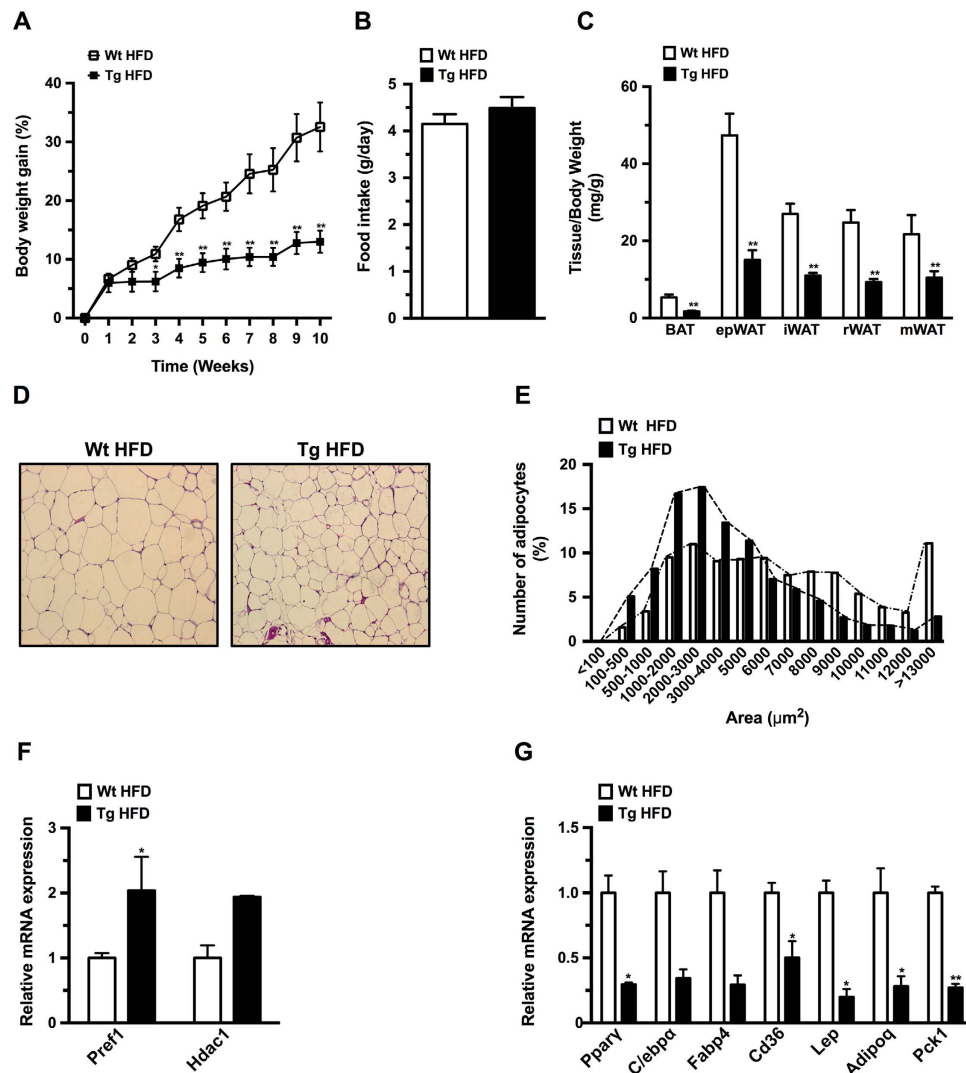 A
Wt HFD
Tg HFD
Body weight gain (%)
40
30
20
10
0
*
**
**
**
**
**
**
**
0 1 2 3 4 5 6 7 8 9 10
Time (Weeks)
B
Wt HFD
Tg HFD
Food intake (g/day)
5
4
3
2
1
0
C
Wt HFD
Tg HFD
Tissue/Body Weight
(mg/g)
60
40
20
0
**
**
**
**
**
BAT epWAT iWAT rWAT mWAT
D
Wt HFD
Tg HFD
E
Wt HFD
Tg HFD
Number of adipocytes
(%)
20
15
10
5
0
<100
100-500
500-1000
1000-2000
2000-3000
3000-4000
5000
6000
7000
8000
9000
10000
11000
12000
>13000
Area (μm²)
F
Wt HFD
Tg HFD
Relative mRNA expression
3
2
1
0
*
Pref1
Hdac1
G
Wt HFD
Tg HFD
Relative mRNA expression
1.5
1.0
0.5
0
*
*
*
*
**
Pparγ
C/ebpα
Fabp4
Cd36
Lep
Adipoq
Pck1